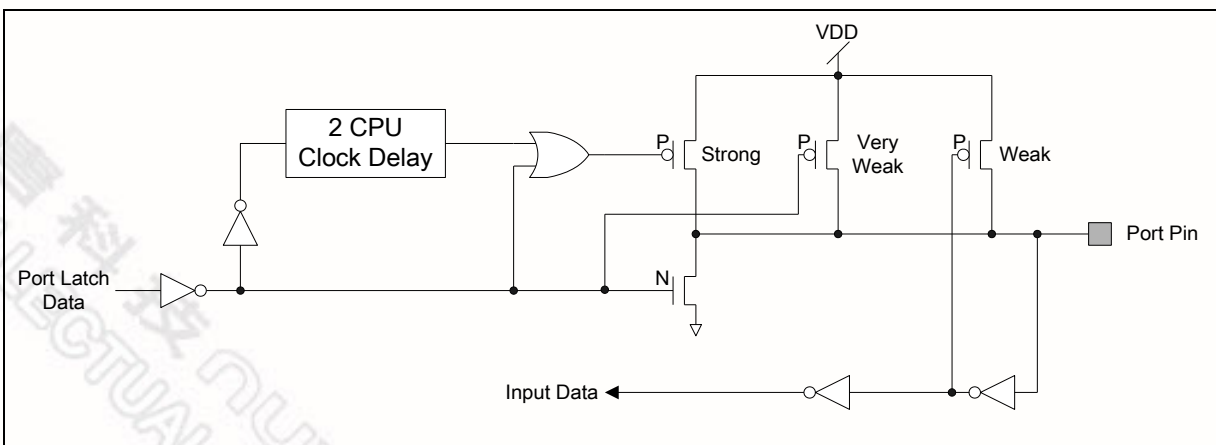 VDD
2 CPU
Clock Delay
P
Strong
P
Very
Weak
P
Weak
Port Pin
Port Latch
Data
N
Input Data